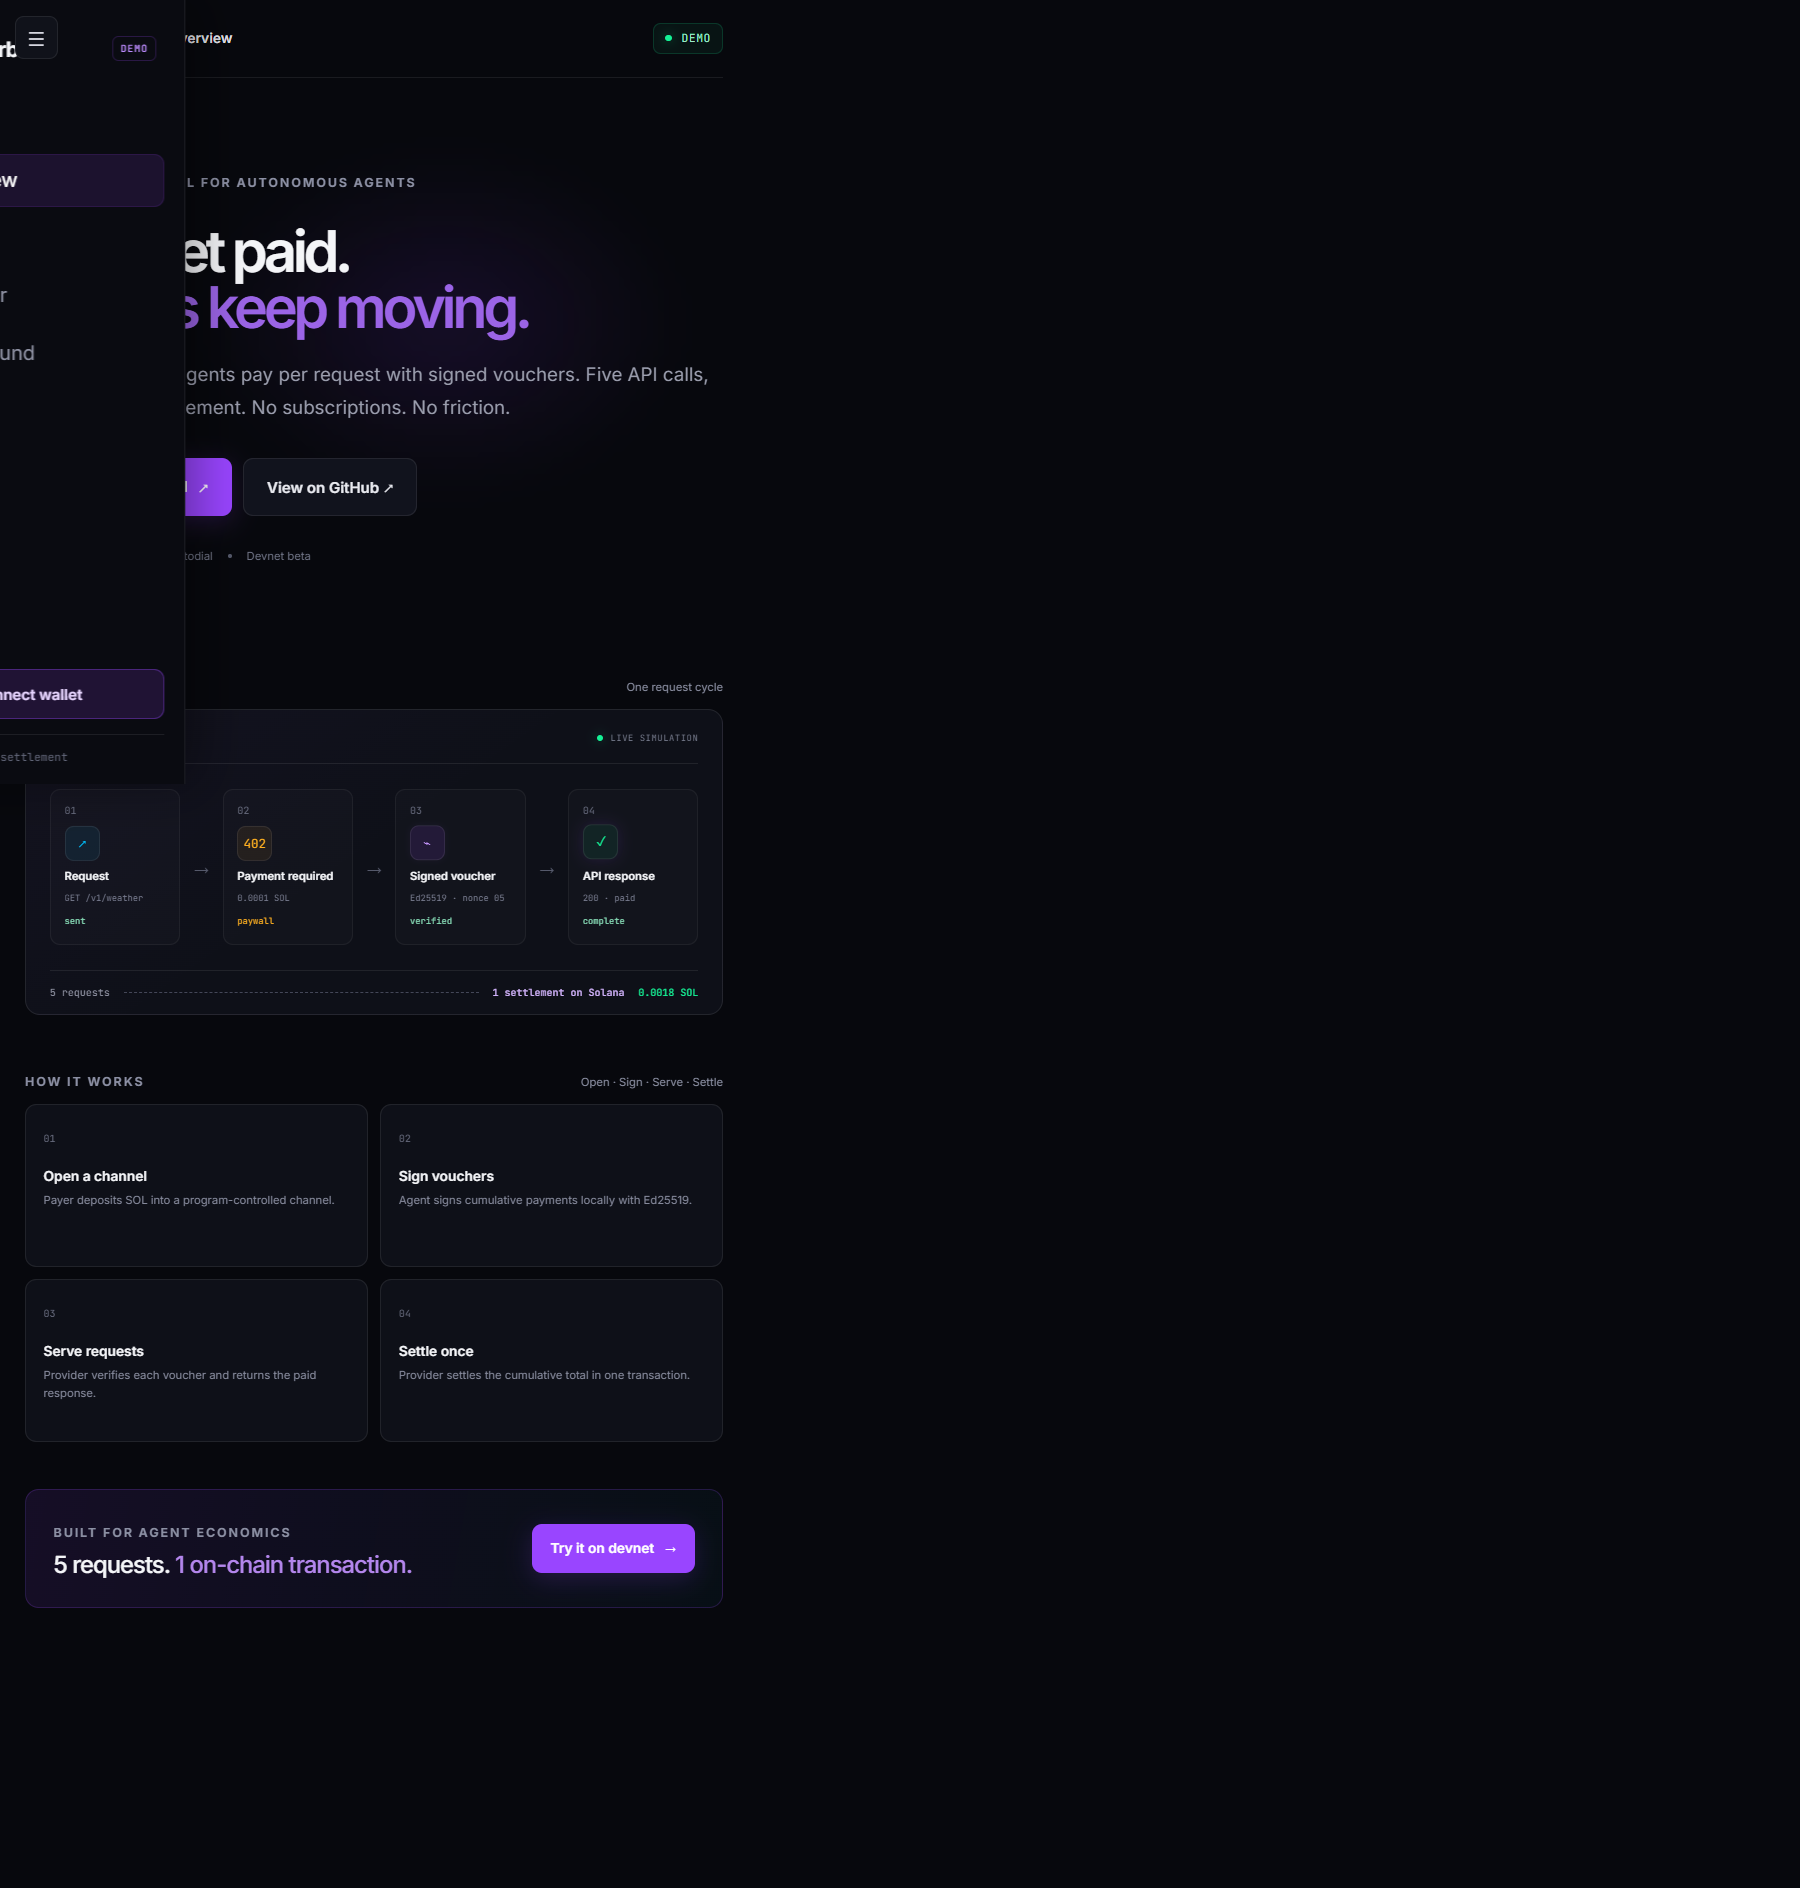 DEMO
verview
DEMO
ew
L FOR AUTONOMOUS AGENTS
et paid.
s keep moving.
r
und
gents pay per request with signed vouchers. Five API calls,
ement. No subscriptions. No friction.
↗
View on GitHub ↗
todial • Devnet beta
nnect wallet
One request cycle
LIVE SIMULATION
settlement
01
↗
Request
GET /v1/weather
sent
→
02
402
Payment required
0.0001 SOL
paywall
→
03
Signed voucher
Ed25519 · nonce 05
verified
→
04
✓
API response
200 · paid
complete
5 requests
1 settlement on Solana 0.0018 SOL
HOW IT WORKS
Open · Sign · Serve · Settle
01
Open a channel
Payer deposits SOL into a program-controlled channel.
02
Sign vouchers
Agent signs cumulative payments locally with Ed25519.
03
Serve requests
Provider verifies each voucher and returns the paid
response.
04
Settle once
Provider settles the cumulative total in one transaction.
BUILT FOR AGENT ECONOMICS
5 requests. 1 on-chain transaction.
Try it on devnet →